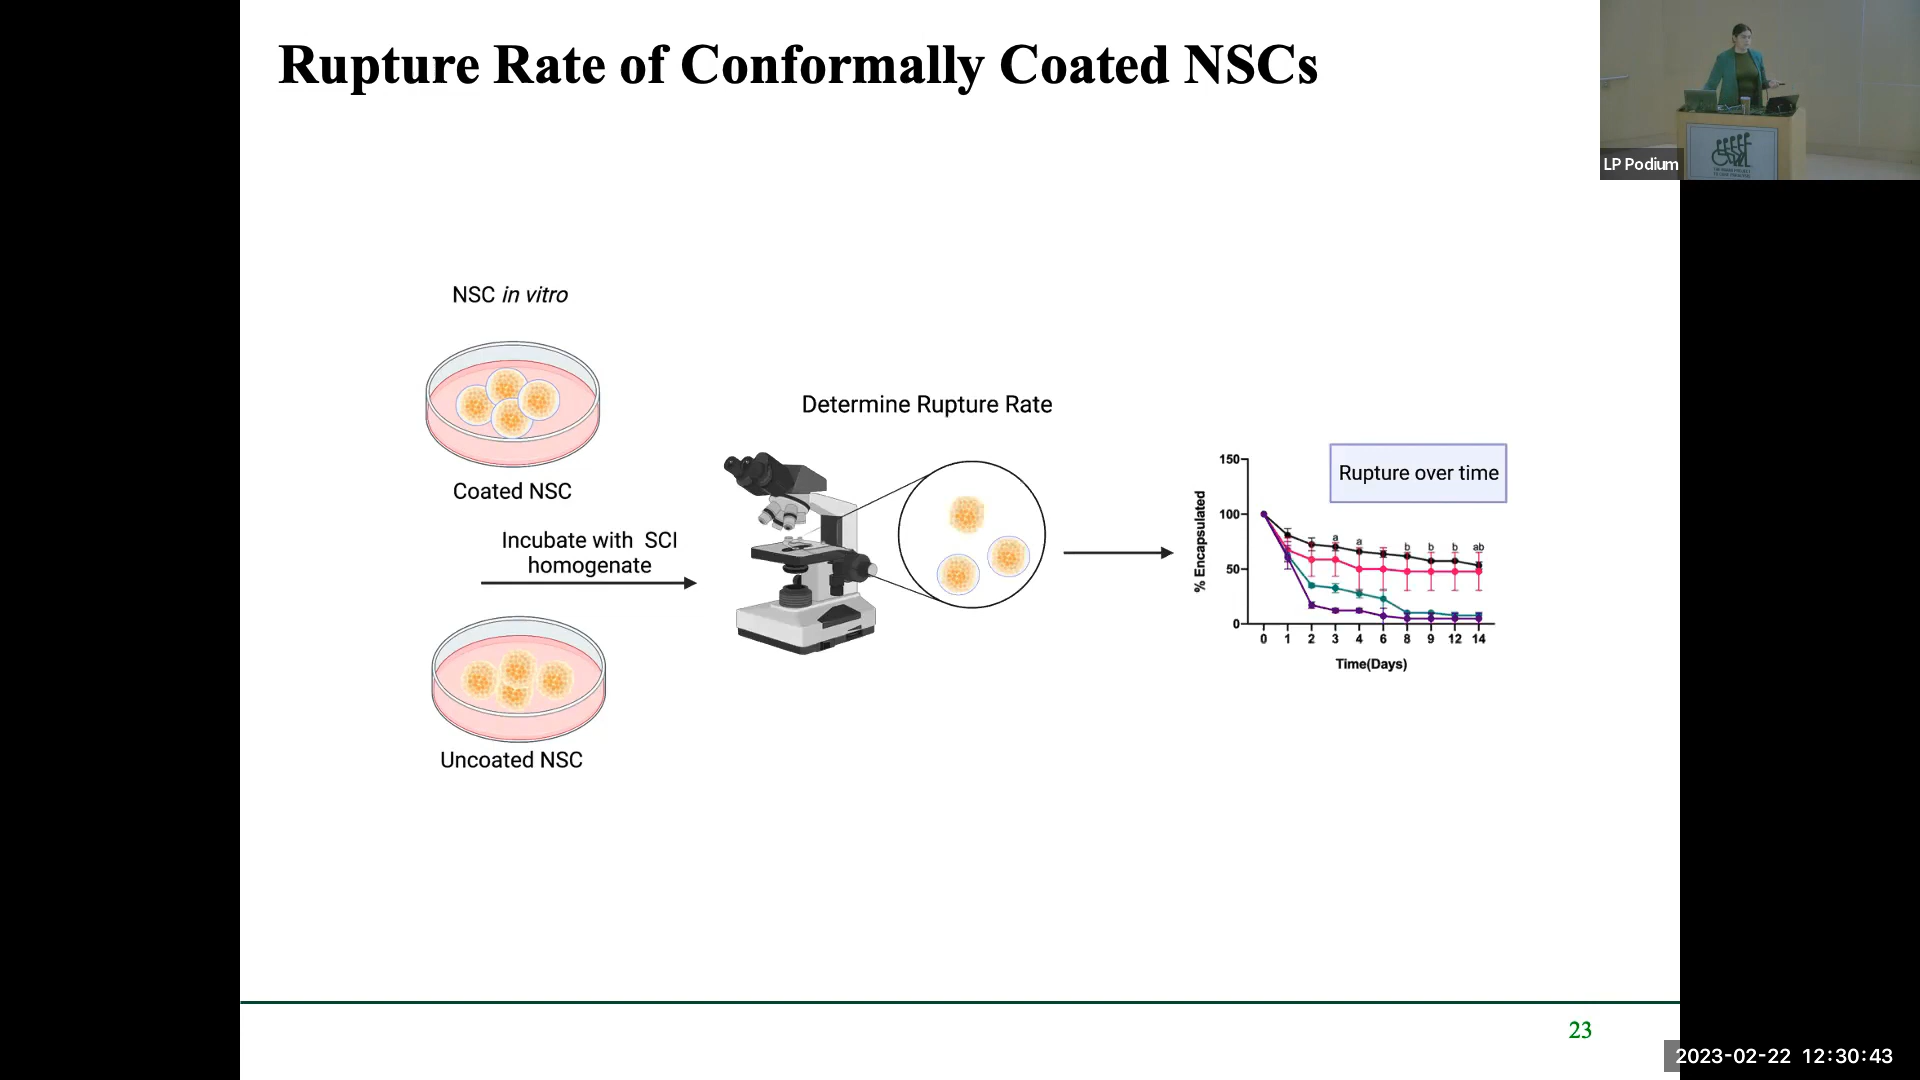 Rupture Rate of Conformally Coated NSCs
LP Podium
NSC in vitro
Coated NSC
Incubate with SCI
homogenate
Uncoated NSC
Determine Rupture Rate
Rupture over time
% Encapsulated
150
100
50
0
a
a
b
b
b
ab
0 1 2 3 4 6 8 9 12 14
Time(Days)
23
2023-02-22 12:30:43